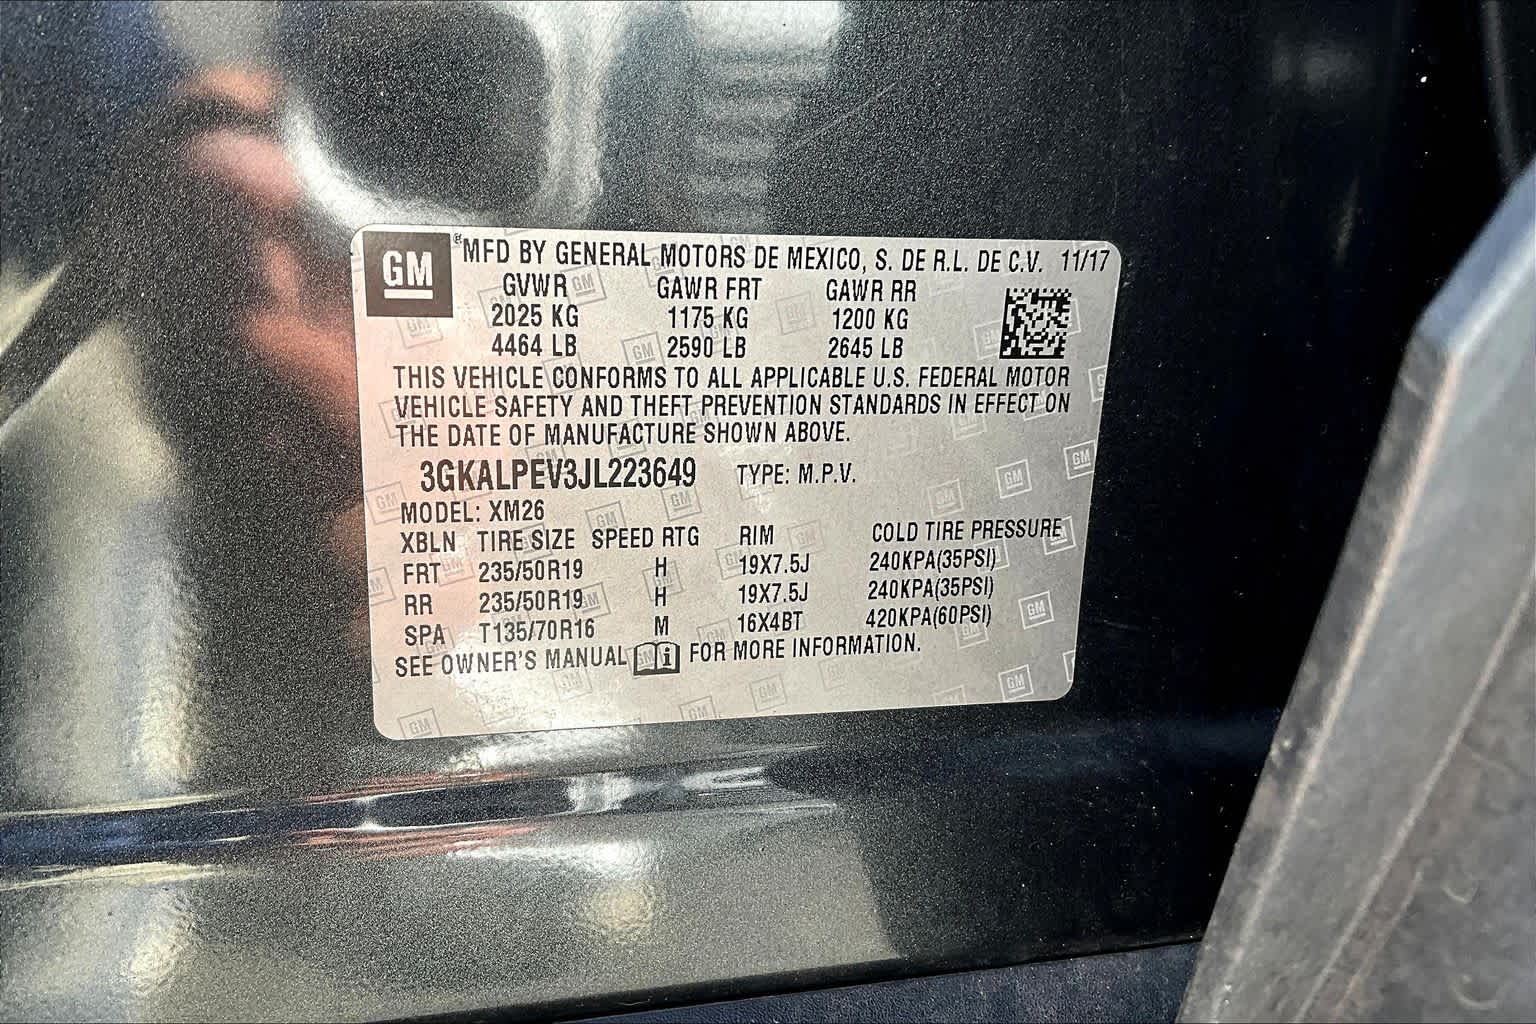 GM ® MFD BY GENERAL MOTORS DE MEXICO, S. DE R.L. DE C.V. 11/17
GVWR GAWR FRT GAWR RR
2025 KG 1175 KG 1200 KG
4464 LB 2590 LB 2645 LB
THIS VEHICLE CONFORMS TO ALL APPLICABLE U.S. FEDERAL MOTOR
VEHICLE SAFETY AND THEFT PREVENTION STANDARDS IN EFFECT ON
THE DATE OF MANUFACTURE SHOWN ABOVE.
3GKALPEV3JL223649 TYPE: M.P.V.
MODEL: XM26
XBLN TIRE SIZE SPEED RTG RIM COLD TIRE PRESSURE
FRT 235/50R19 H 19X7.5J 240KPA(35PSI)
RR 235/50R19 H 19X7.5J 240KPA(35PSI)
SPA T135/70R16 M 16X4BT 420KPA(60PSI)
SEE OWNER'S MANUAL i FOR MORE INFORMATION.